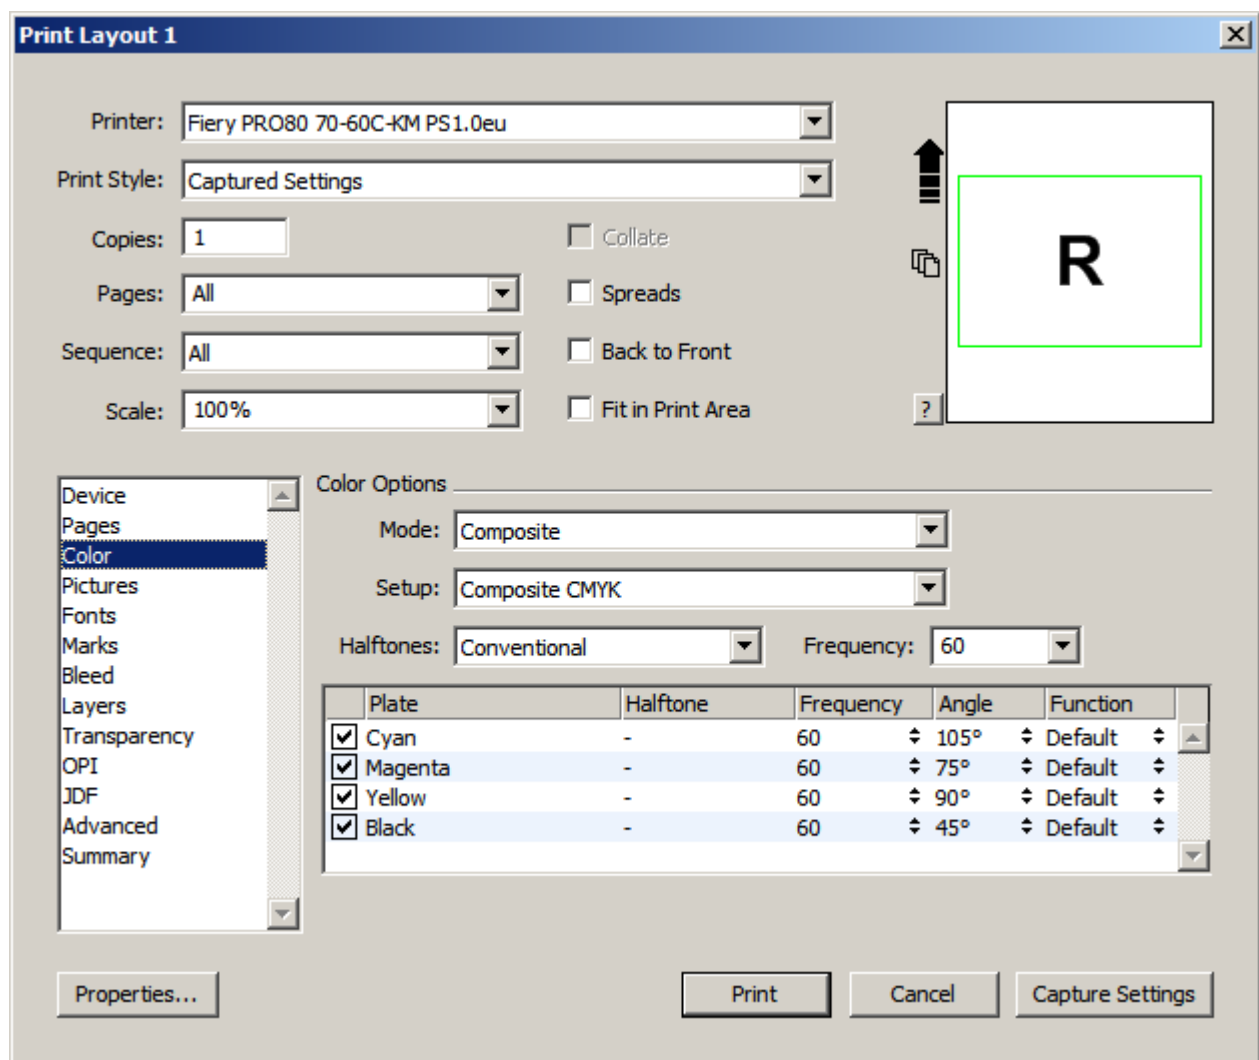 Print Layout 1
Printer: Fiery PRO80 70-60C-KM PS1.0eu
Print Style: Captured Settings
Copies: 1 Collate
Pages: All Spreads
Sequence: All Back to Front
Scale: 100% Fit in Print Area ?
R
Device
Pages
Color
Pictures
Fonts
Marks
Bleed
Layers
Transparency
OPI
JDF
Advanced
Summary
Color Options
Mode: Composite
Setup: Composite CMYK
Halftones: Conventional Frequency: 60
Plate Halftone Frequency Angle Function
Cyan - 60 105° Default
Magenta - 60 75° Default
Yellow - 60 90° Default
Black - 60 45° Default
Properties... Print Cancel Capture Settings